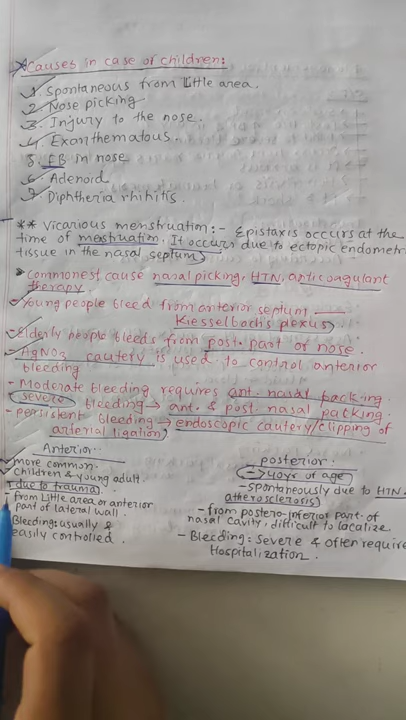 *Causes in case of children:
1. Spontaneous from Little area.
2. Nose picking
3. Injury to the nose.
4. Exanthematous.
5. FB in nose
6. Adenoid
7. Diphtheria rhihitis.
** Vicarious menstruation:- Epistaxis occurs at the
time of menstruation. It occurs due to ectopic endometri
tissue in the nasal septum)
Commonest cause nasal picking, HTN, anticoagulant
therapy.
Young people bleed from anterior septum
Kiesselbach's plexus)
- Elderly people bleeds from post. part of nose.
AgNO3 cautery is used to control anterior
bleeding
- Moderate bleeding requires ant. nasal packing.
severe bleeding → ant. & post. nasal packing.
- persistent bleeding → endoscopic cautery/clipping of
arterial ligation)
Anterior
more common.
children & young adult.
due to trauma)
- from Little area or anterior
part of lateral wall.
Bleeding: usually &
easily controlled.
posterior
> 40yrs of age)
- Spontaneously due to HTN.
atherosclerosis)
- from postero-inferior part of
nasal cavity, difficult to localize
- Bleeding: severe & often require
Hospitalization.